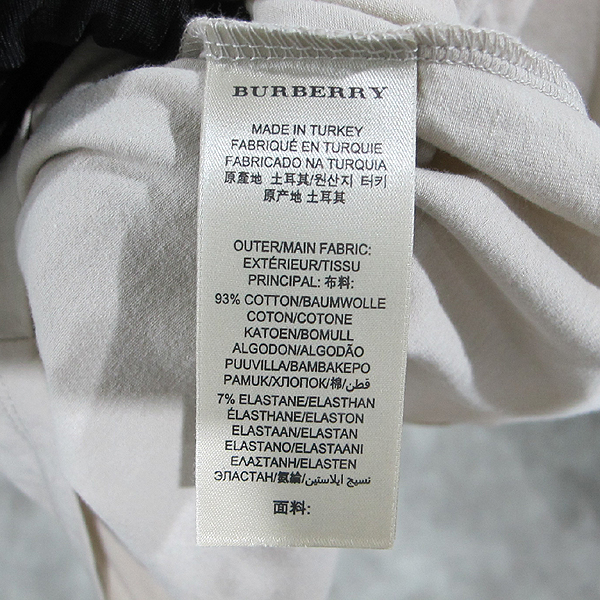 BURBERRY
MADE IN TURKEY
FABRIQUÉ EN TURQUIE
FABRICADO NA TURQUIA
原產地 土耳其/원산지 터키
原产地 土耳其
OUTER/MAIN FABRIC:
EXTÉRIEUR/TISSU
PRINCIPAL: 布料:
93% COTTON/BAUMWOLLE
COTON/COTONE
KATOEN/BOMULL
ALGODON/ALGODÃO
PUUVILLA/ΒΑΜΒΑΚΕΡΟ
PAMUK/ХЛОПОК/棉/قطن
7% ELASTANE/ELASTHAN
ÉLASTHANE/ELASTON
ELASTAAN/ELASTAN
ELASTANO/ELASTAANI
ΕΛΑΣΤΑΝΗ/ELASTEN
ЭЛАСТАН/氨綸/نسيج ايلاستين
面料: